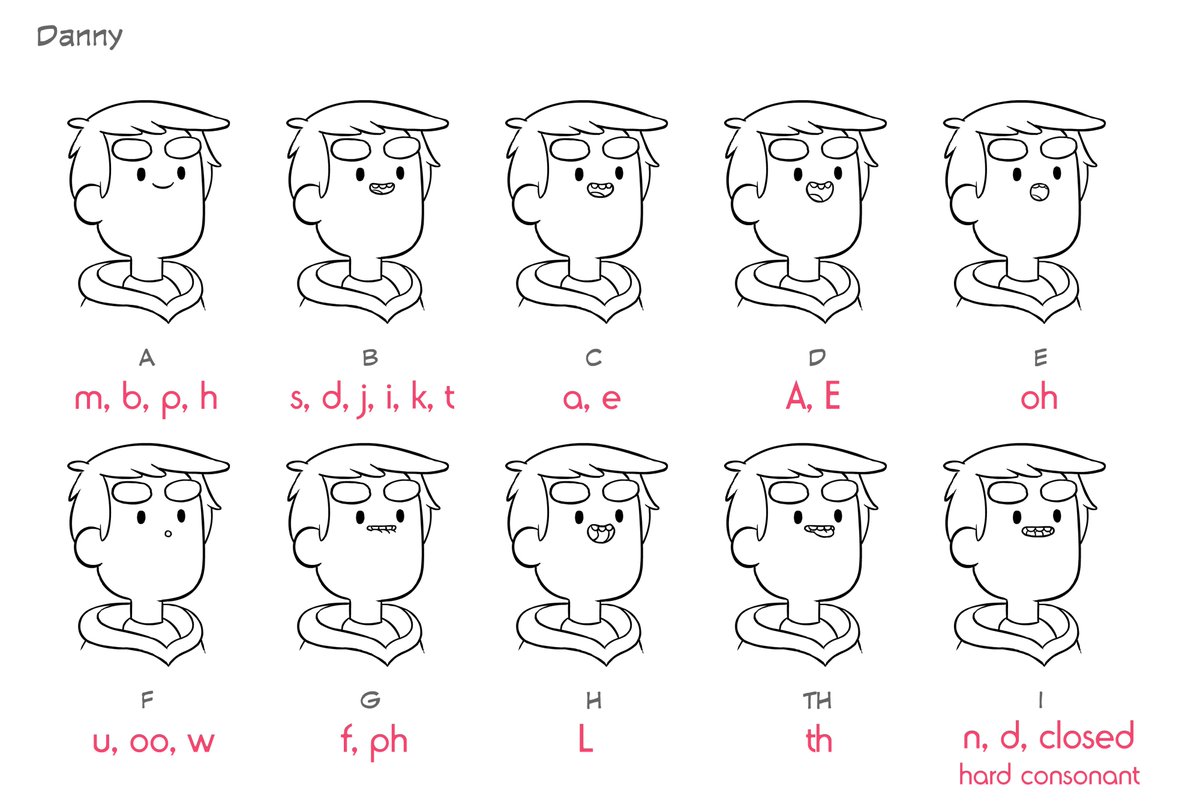 Danny
A B C D E
m, b, p, h s, d, j, i, k, t a, e A, E oh
F G H TH I
u, oo, w f, ph L th n, d, closed
hard consonant